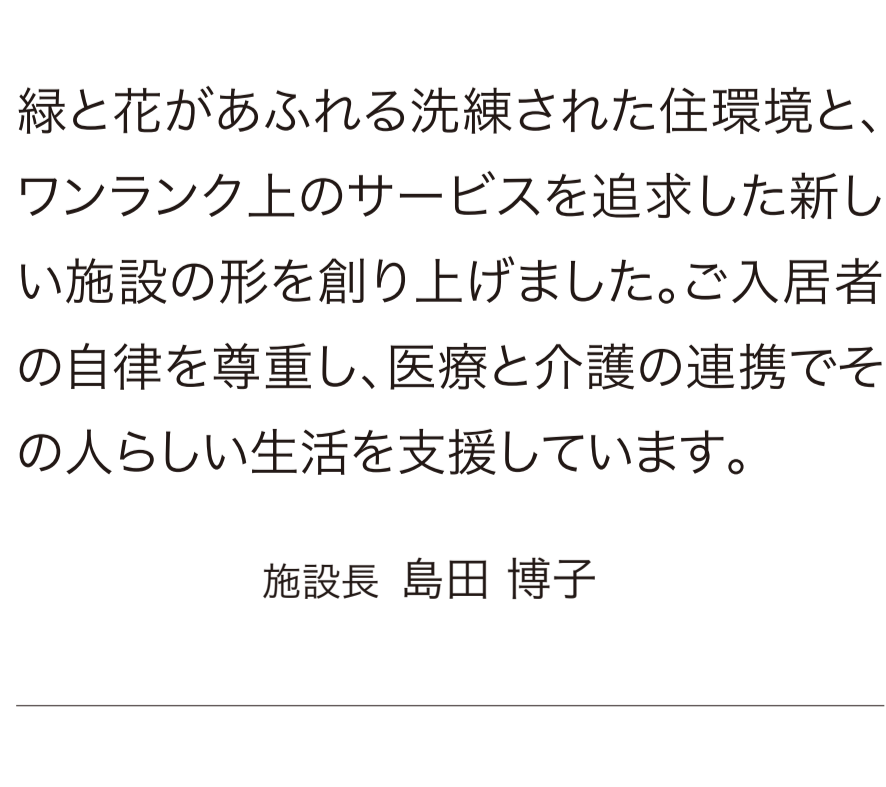 緑と花があふれる洗練された住環境と、
ワンランク上のサービスを追求した新し
い施設の形を創り上げました。ご入居者
の自律を尊重し、医療と介護の連携でそ
の人らしい生活を支援しています。
施設長 島田 博子